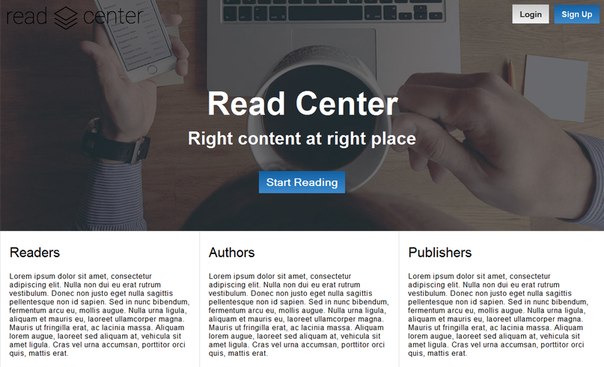 read center
Login
Sign Up
Read Center
Right content at right place
Start Reading
Readers
Lorem ipsum dolor sit amet, consectetur
adipiscing elit. Nulla non dui eu erat rutrum
vestibulum. Donec non justo eget nulla sagittis
pellentesque non id sapien. Sed in nunc bibendum,
fermentum arcu eu, mollis augue. Nulla urna ligula,
aliquam et mauris eu, laoreet ullamcorper magna.
Mauris ut fringilla erat, ac lacinia massa. Aliquam
lorem augue, laoreet sed aliquam at, vehicula sit
amet ligula. Cras vel urna accumsan, porttitor orci
quis, mattis erat.
Authors
Lorem ipsum dolor sit amet, consectetur
adipiscing elit. Nulla non dui eu erat rutrum
vestibulum. Donec non justo eget nulla sagittis
pellentesque non id sapien. Sed in nunc bibendum,
fermentum arcu eu, mollis augue. Nulla urna ligula,
aliquam et mauris eu, laoreet ullamcorper magna.
Mauris ut fringilla erat, ac lacinia massa. Aliquam
lorem augue, laoreet sed aliquam at, vehicula sit
amet ligula. Cras vel urna accumsan, porttitor orci
quis, mattis erat.
Publishers
Lorem ipsum dolor sit amet, consectetur
adipiscing elit. Nulla non dui eu erat rutrum
vestibulum. Donec non justo eget nulla sagittis
pellentesque non id sapien. Sed in nunc bibendum,
fermentum arcu eu, mollis augue. Nulla urna ligula,
aliquam et mauris eu, laoreet ullamcorper magna.
Mauris ut fringilla erat, ac lacinia massa. Aliquam
lorem augue, laoreet sed aliquam at, vehicula sit
amet ligula. Cras vel urna accumsan, porttitor orci
quis, mattis erat.